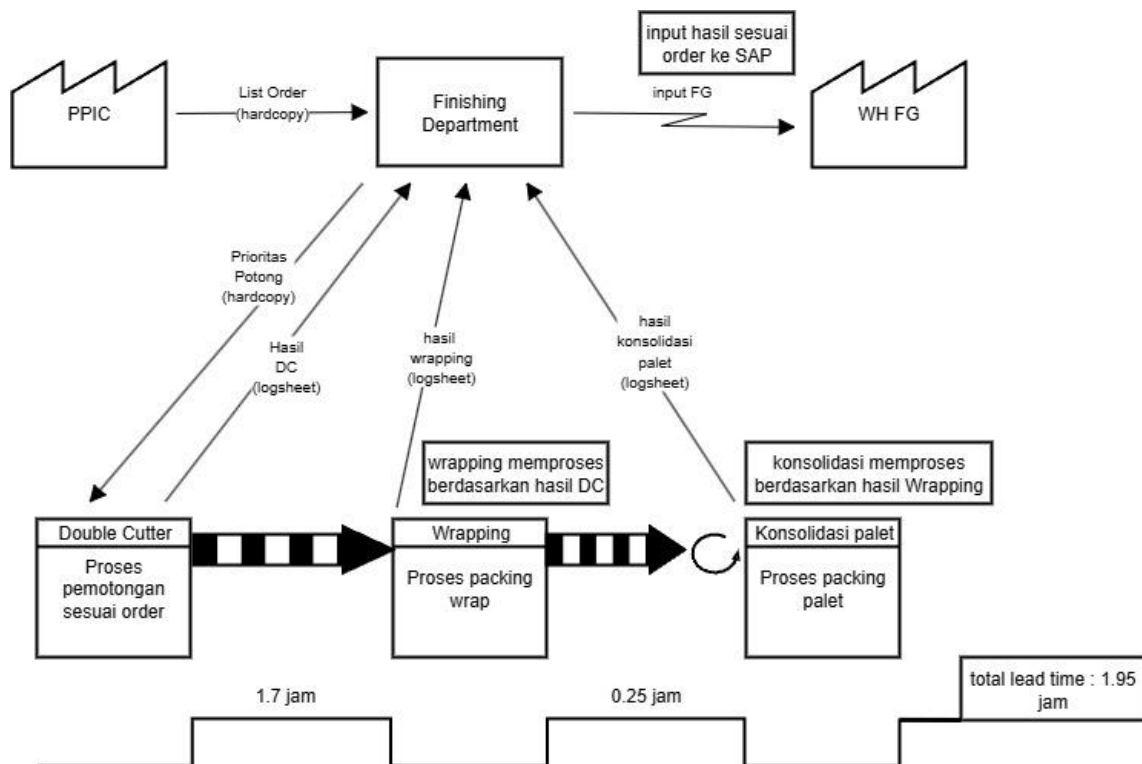 input hasil sesuai
order ke SAP
PPIC
List Order
(hardcopy)
Finishing
Department
input FG
WH FG
Prioritas
Potong
(hardcopy)
Hasil
DC
(logsheet)
hasil
wrapping
(logsheet)
hasil
konsolidasi
palet
(logsheet)
wrapping memproses
berdasarkan hasil DC
konsolidasi memproses
berdasarkan hasil Wrapping
Double Cutter
Proses
pemotongan
sesuai order
Wrapping
Proses packing
wrap
Konsolidasi palet
Proses packing
palet
1.7 jam
0.25 jam
total lead time : 1.95
jam